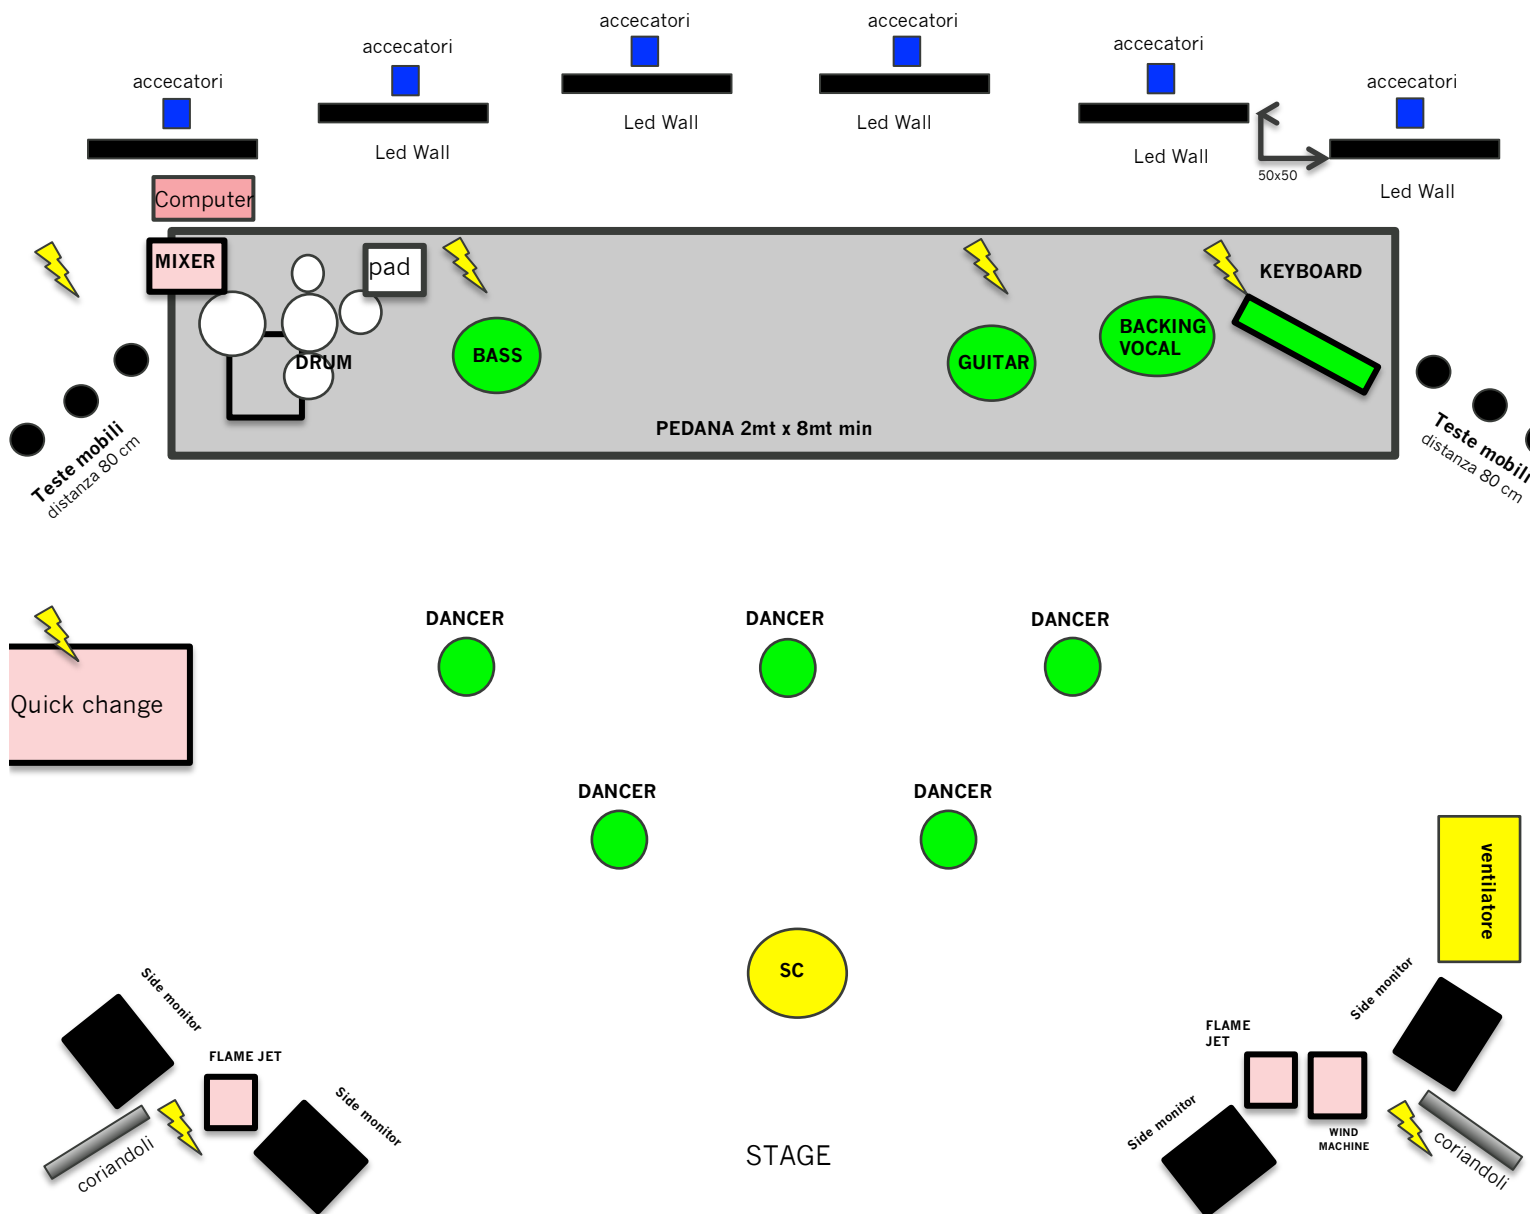 accecatori
accecatori
accecatori
accecatori
accecatori
accecatori
Led Wall
Led Wall
Led Wall
Led Wall
Led Wall
Led Wall
50x50
Computer
MIXER
pad
DRUM
BASS
GUITAR
BACKING
VOCAL
KEYBOARD
PEDANA 2mt x 8mt min
Teste mobili
distanza 80 cm
Teste mobili
distanza 80 cm
DANCER
DANCER
DANCER
Quick change
DANCER
DANCER
ventilatore
SC
Side monitor
FLAME JET
Side monitor
coriandoli
STAGE
Side monitor
FLAME
JET
Side monitor
WIND
MACHINE
coriandoli